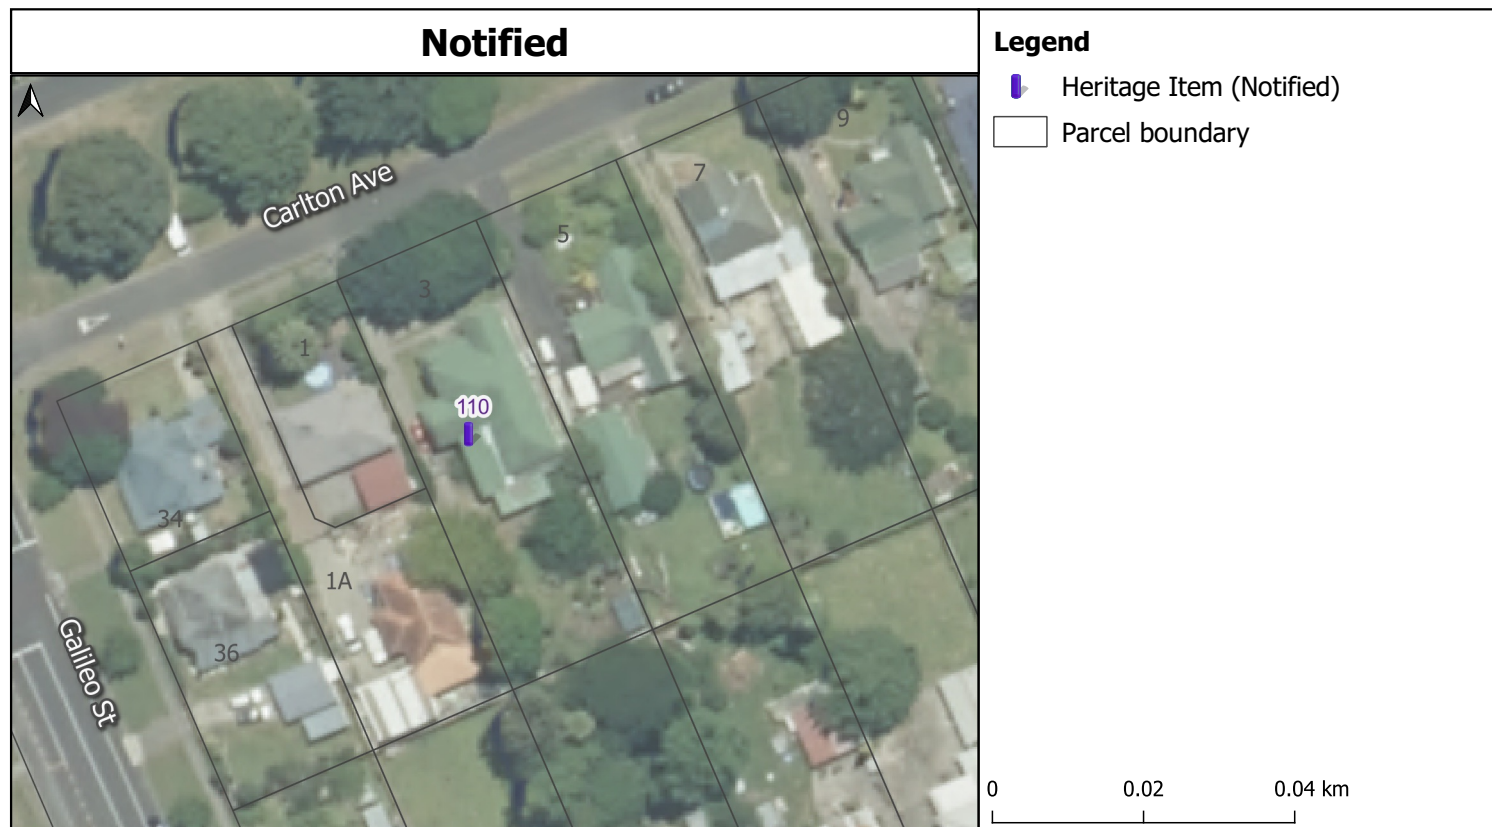 Notified
Legend
Heritage Item (Notified)
Parcel boundary
9
7
Carlton Ave
5
3
1
110
34
1A
36
Galileo St
0 0.02 0.04 km